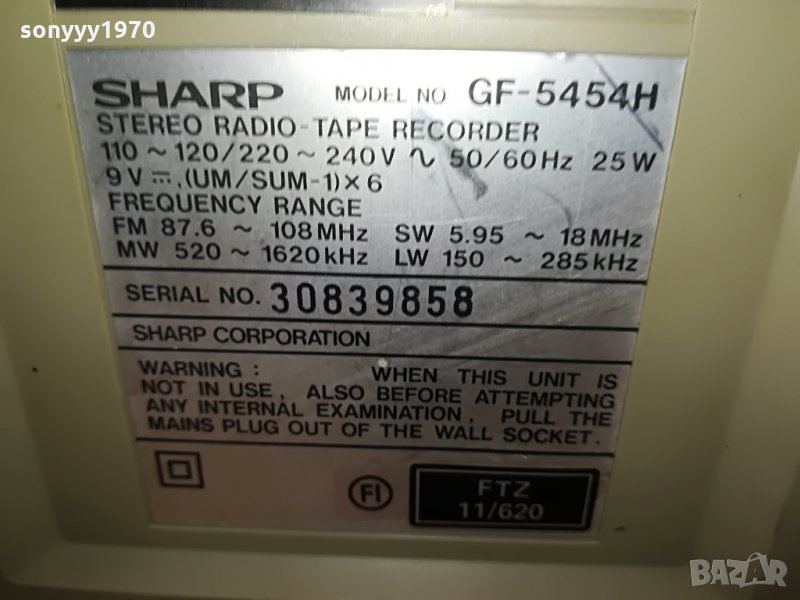 sonyyy1970
SHARP MODEL NO GF-5454H
STEREO RADIO-TAPE RECORDER
110 ~ 120/220 ~ 240V ∿ 50/60Hz 25W
9V ⎓, (UM/SUM-1) × 6
FREQUENCY RANGE
FM 87.6 ~ 108MHz SW 5.95 ~ 18MHz
MW 520 ~ 1620kHz LW 150 ~ 285kHz
SERIAL NO. 30839858
SHARP CORPORATION
WARNING : WHEN THIS UNIT IS
NOT IN USE, ALSO BEFORE ATTEMPTING
ANY INTERNAL EXAMINATION, PULL THE
MAINS PLUG OUT OF THE WALL SOCKET.
FI
FTZ
11/620
BAZAR
bg